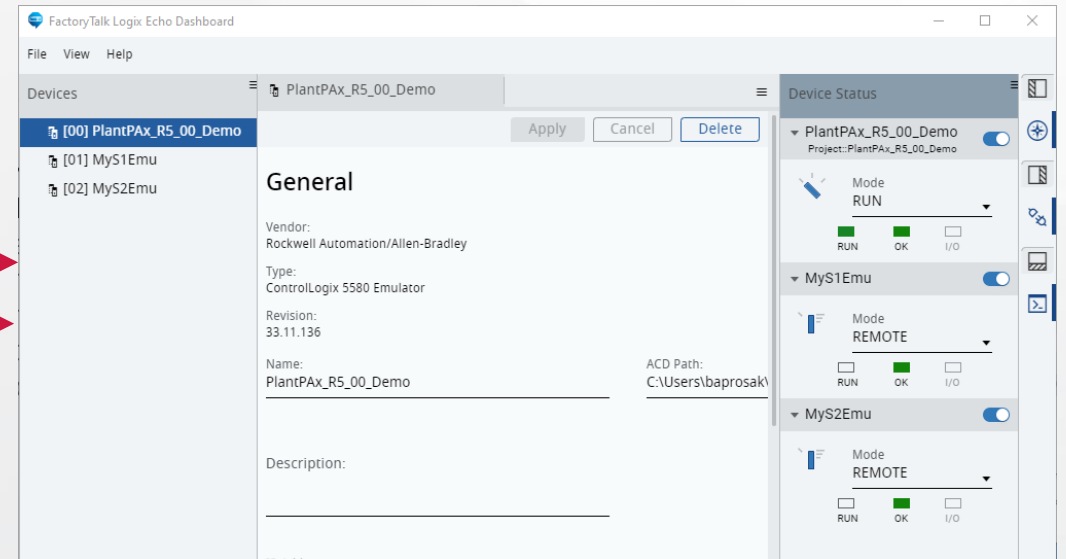 FactoryTalk Logix Echo Dashboard
File View Help
Devices
[00] PlantPAx_R5_00_Demo
[01] MyS1Emu
[02] MyS2Emu
PlantPAx_R5_00_Demo
Apply Cancel Delete
General
Vendor:
Rockwell Automation/Allen-Bradley
Type:
ControlLogix 5580 Emulator
Revision:
33.11.136
Name:
PlantPAx_R5_00_Demo
ACD Path:
C:\Users\baprosak\
Description:
Device Status
PlantPAx_R5_00_Demo
Project::PlantPAx_R5_00_Demo
Mode
RUN
RUN OK I/O
MyS1Emu
Mode
REMOTE
RUN OK I/O
MyS2Emu
Mode
REMOTE
RUN OK I/O